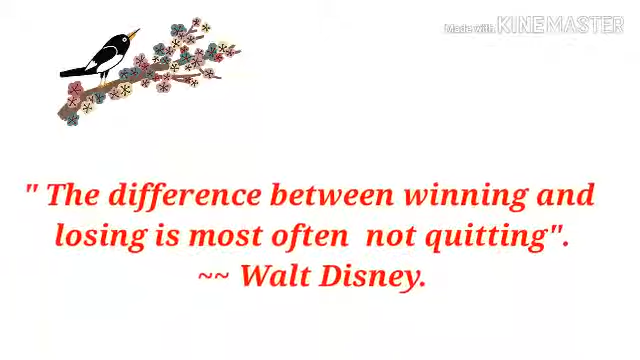 Made with KINEMASTER
" The difference between winning and
losing is most often  not quitting".
~~ Walt Disney.